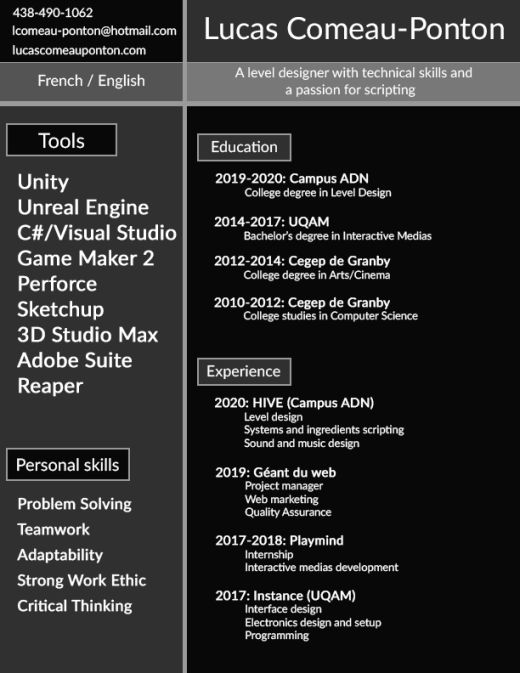 438-490-1062
lcomeau-ponton@hotmail.com
lucascomeauponton.com
French / English
Lucas Comeau-Ponton
A level designer with technical skills and
a passion for scripting
Tools
Unity
Unreal Engine
C#/Visual Studio
Game Maker 2
Perforce
Sketchup
3D Studio Max
Adobe Suite
Reaper
Personal skills
Problem Solving
Teamwork
Adaptability
Strong Work Ethic
Critical Thinking
Education
2019-2020: Campus ADN
College degree in Level Design
2014-2017: UQAM
Bachelor's degree in Interactive Medias
2012-2014: Cegep de Granby
College degree in Arts/Cinema
2010-2012: Cegep de Granby
College studies in Computer Science
Experience
2020: HIVE (Campus ADN)
Level design
Systems and ingredients scripting
Sound and music design
2019: Géant du web
Project manager
Web marketing
Quality Assurance
2017-2018: Playmind
Internship
Interactive medias development
2017: Instance (UQAM)
Interface design
Electronics design and setup
Programming